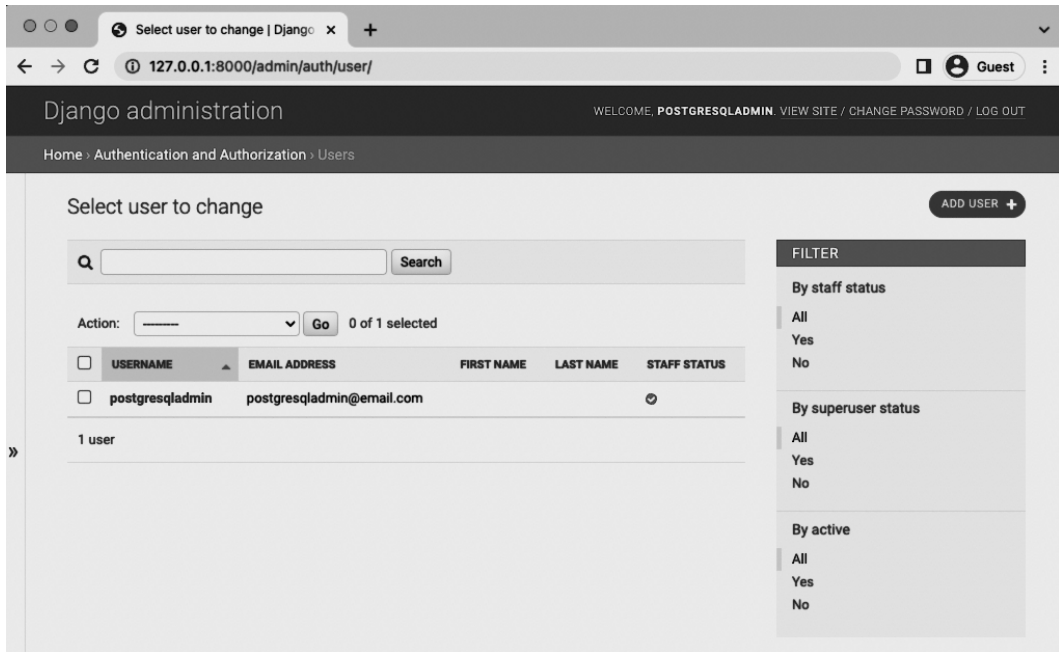 Select user to change | Django
127.0.0.1:8000/admin/auth/user/
Guest
Django administration
WELCOME, POSTGRESQLADMIN. VIEW SITE / CHANGE PASSWORD / LOG OUT
Home › Authentication and Authorization › Users
Select user to change
ADD USER +
Search
Action: --------- Go 0 of 1 selected
USERNAME EMAIL ADDRESS FIRST NAME LAST NAME STAFF STATUS
postgresqladmin postgresqladmin@email.com
1 user
»
FILTER
By staff status
All
Yes
No
By superuser status
All
Yes
No
By active
All
Yes
No